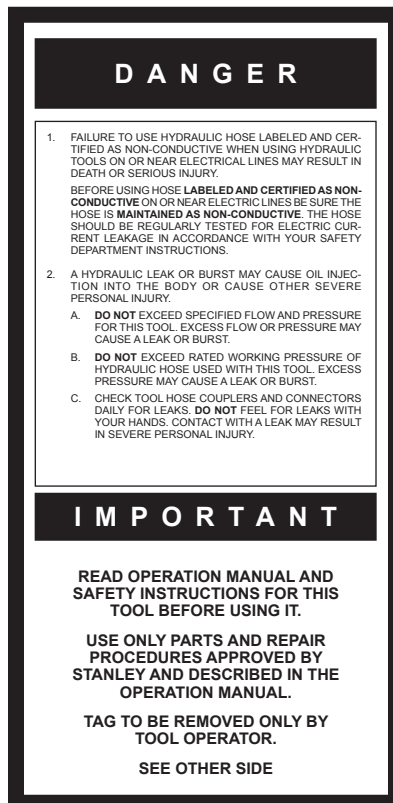 DANGER
1. FAILURE TO USE HYDRAULIC HOSE LABELED AND CER-
TIFIED AS NON-CONDUCTIVE WHEN USING HYDRAULIC
TOOLS ON OR NEAR ELECTRICAL LINES MAY RESULT IN
DEATH OR SERIOUS INJURY.
BEFORE USING HOSE LABELED AND CERTIFIED AS NON-
CONDUCTIVE ON OR NEAR ELECTRIC LINES BE SURE THE
HOSE IS MAINTAINED AS NON-CONDUCTIVE. THE HOSE
SHOULD BE REGULARLY TESTED FOR ELECTRIC CUR-
RENT LEAKAGE IN ACCORDANCE WITH YOUR SAFETY
DEPARTMENT INSTRUCTIONS.
2. A HYDRAULIC LEAK OR BURST MAY CAUSE OIL INJEC-
TION INTO THE BODY OR CAUSE OTHER SEVERE
PERSONAL INJURY.
A. DO NOT EXCEED SPECIFIED FLOW AND PRESSURE
FOR THIS TOOL. EXCESS FLOW OR PRESSURE MAY
CAUSE A LEAK OR BURST.
B. DO NOT EXCEED RATED WORKING PRESSURE OF
HYDRAULIC HOSE USED WITH THIS TOOL. EXCESS
PRESSURE MAY CAUSE A LEAK OR BURST.
C. CHECK TOOL HOSE COUPLERS AND CONNECTORS
DAILY FOR LEAKS. DO NOT FEEL FOR LEAKS WITH
YOUR HANDS. CONTACT WITH A LEAK MAY RESULT
IN SEVERE PERSONAL INJURY.
IMPORTANT
READ OPERATION MANUAL AND
SAFETY INSTRUCTIONS FOR THIS
TOOL BEFORE USING IT.
USE ONLY PARTS AND REPAIR
PROCEDURES APPROVED BY
STANLEY AND DESCRIBED IN THE
OPERATION MANUAL.
TAG TO BE REMOVED ONLY BY
TOOL OPERATOR.
SEE OTHER SIDE